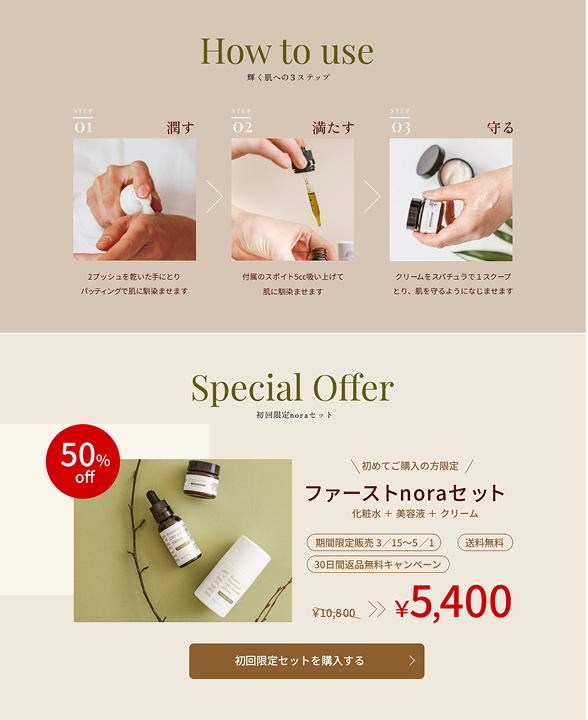 How to use
輝く肌への3ステップ
STEP
01
潤す
STEP
02
満たす
STEP
03
守る
2プッシュを乾いた手にとり
パッティングで肌に馴染ませます
付属のスポイト5cc吸い上げて
肌に馴染ませます
クリームをスパチュラで1スクープ
とり、肌を守るようになじませます
Special Offer
初回限定noraセット
50%
off
初めてご購入の方限定
ファーストnoraセット
化粧水 + 美容液 + クリーム
期間限定販売 3/15〜5/1
送料無料
30日間返品無料キャンペーン
¥10,800
¥5,400
nora
初回限定セットを購入する